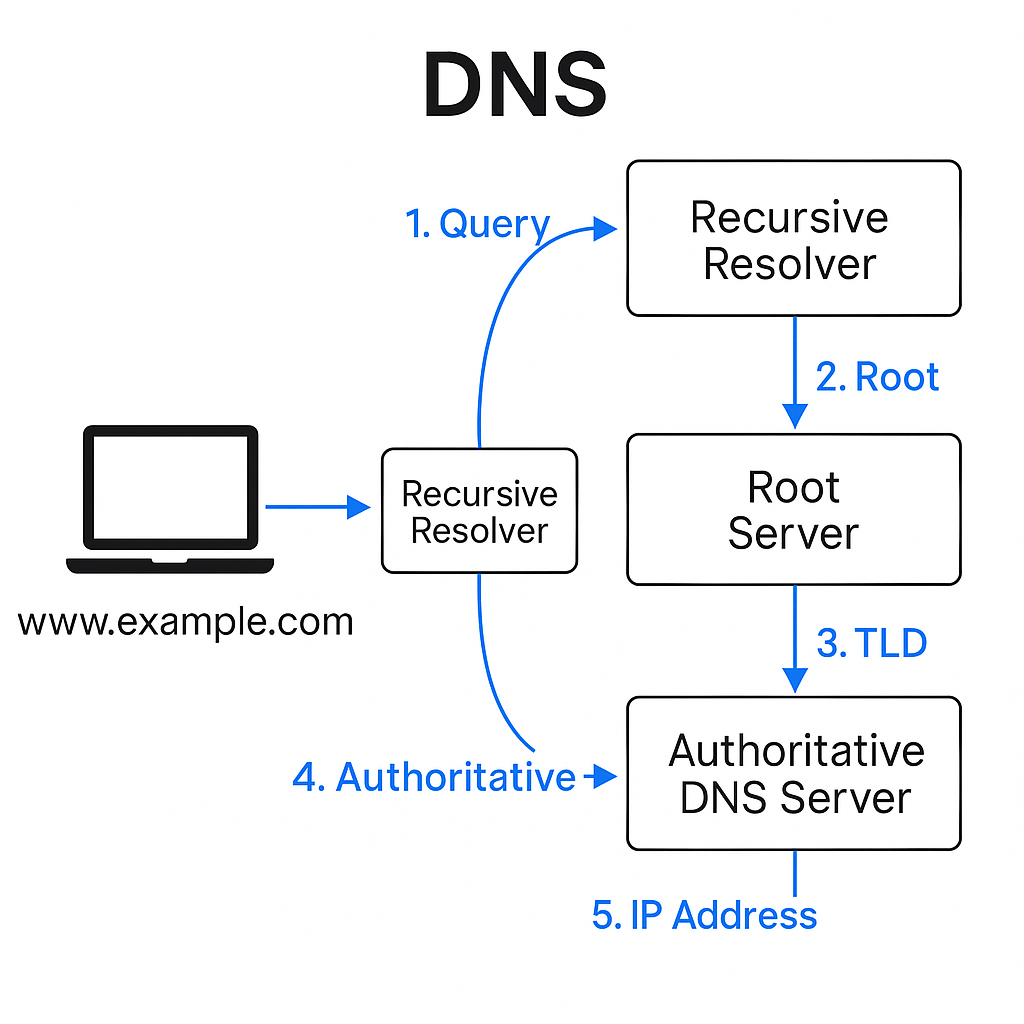 DNS
1. Query
Recursive
Resolver
2. Root
Recursive
Resolver
Root
Server
www.example.com
3. TLD
4. Authoritative
Authoritative
DNS Server
5. IP Address